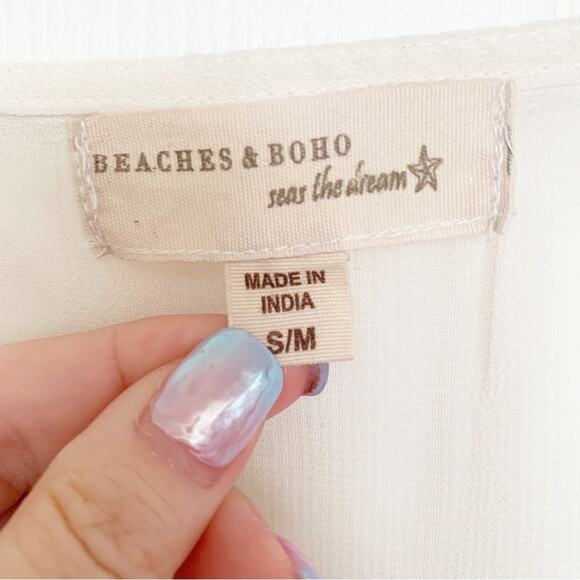 BEACHES & BOHO
seas the dream
MADE IN
INDIA
S/M